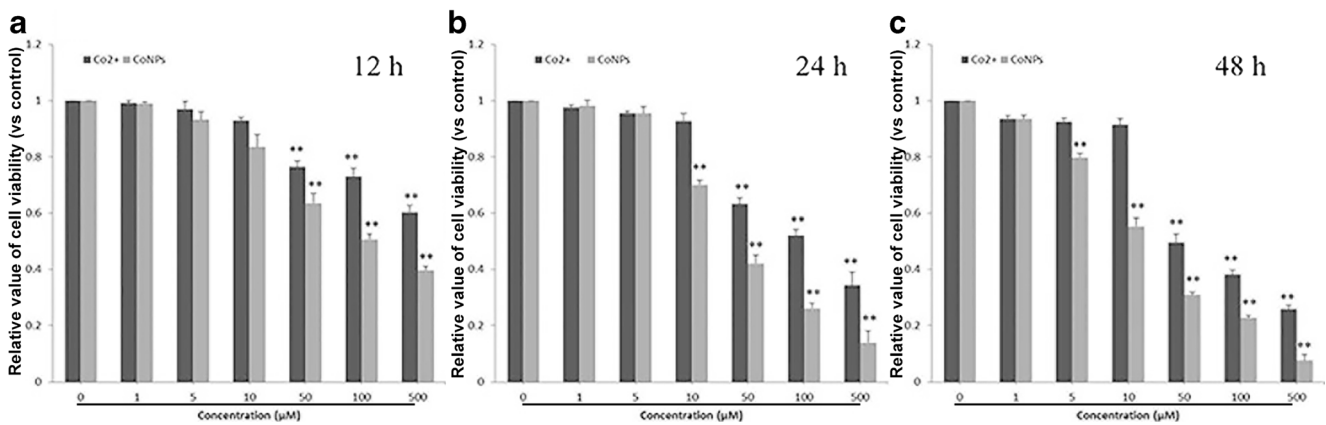 a
Relative value of cell viability (vs control)
1.2
1
0.8
0.6
0.4
0.2
0
Co2+ CoNPs
12 h
** ** **
** ** **
0 1 5 10 50 100 500
Concentration (µM)
b
Relative value of cell viability (vs control)
1.2
1
0.8
0.6
0.4
0.2
0
Co2+ CoNPs
24 h
** ** ** **
** ** **
0 1 5 10 50 100 500
Concentration (µM)
c
Relative value of cell viability (vs control)
1.2
1
0.8
0.6
0.4
0.2
0
Co2+ CoNPs
48 h
** ** ** ** **
** ** **
0 1 5 10 50 100 500
Concentration (µM)